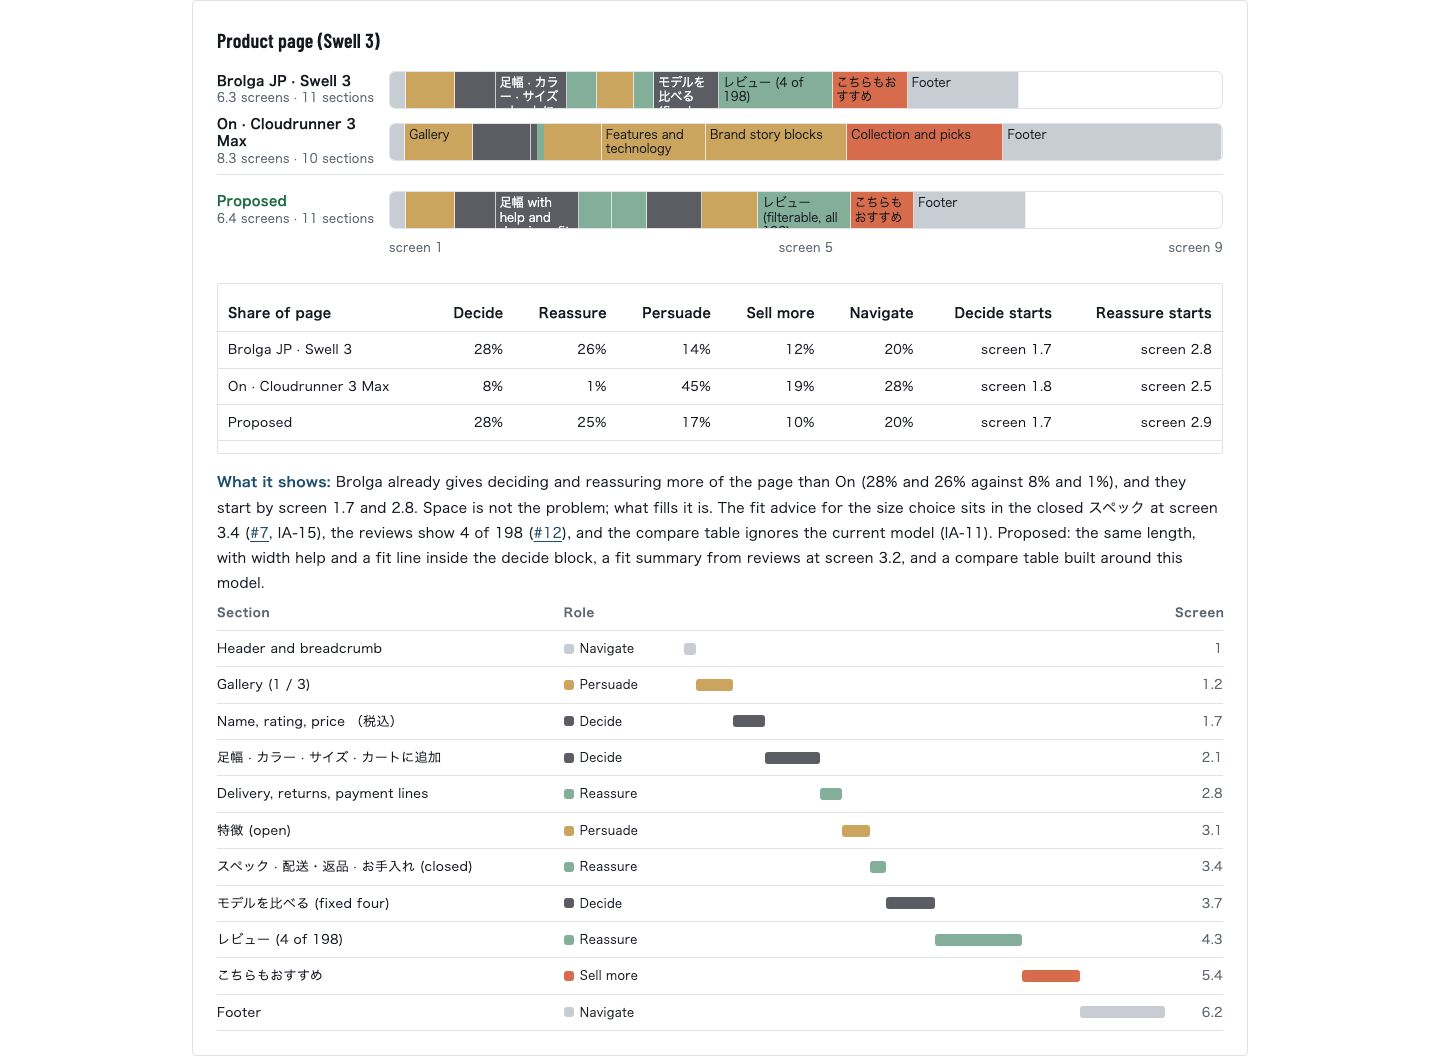 Product page (Swell 3)
Brolga JP · Swell 3
6.3 screens · 11 sections
足幅 · カラ
ー · サイズ
モデルを
比べる
レビュー (4 of
198)
こちらもお
すすめ
Footer
On · Cloudrunner 3
Max
8.3 screens · 10 sections
Gallery
Features and
technology
Brand story blocks
Collection and picks
Footer
Proposed
6.4 screens · 11 sections
足幅 with
help and
レビュー
(filterable, all
こちらも
おすすめ
Footer
screen 1
screen 5
screen 9
Share of page Decide Reassure Persuade Sell more Navigate Decide starts Reassure starts
Brolga JP · Swell 3 28% 26% 14% 12% 20% screen 1.7 screen 2.8
On · Cloudrunner 3 Max 8% 1% 45% 19% 28% screen 1.8 screen 2.5
Proposed 28% 25% 17% 10% 20% screen 1.7 screen 2.9
What it shows: Brolga already gives deciding and reassuring more of the page than On (28% and 26% against 8% and 1%), and they
start by screen 1.7 and 2.8. Space is not the problem; what fills it is. The fit advice for the size choice sits in the closed スペック at screen
3.4 (#7, IA-15), the reviews show 4 of 198 (#12), and the compare table ignores the current model (IA-11). Proposed: the same length,
with width help and a fit line inside the decide block, a fit summary from reviews at screen 3.2, and a compare table built around this
model.
Section Role Screen
Header and breadcrumb Navigate 1
Gallery (1 / 3) Persuade 1.2
Name, rating, price （税込） Decide 1.7
足幅 · カラー · サイズ · カートに追加 Decide 2.1
Delivery, returns, payment lines Reassure 2.8
特徴 (open) Persuade 3.1
スペック · 配送・返品 · お手入れ (closed) Reassure 3.4
モデルを比べる (fixed four) Decide 3.7
レビュー (4 of 198) Reassure 4.3
こちらもおすすめ Sell more 5.4
Footer Navigate 6.2